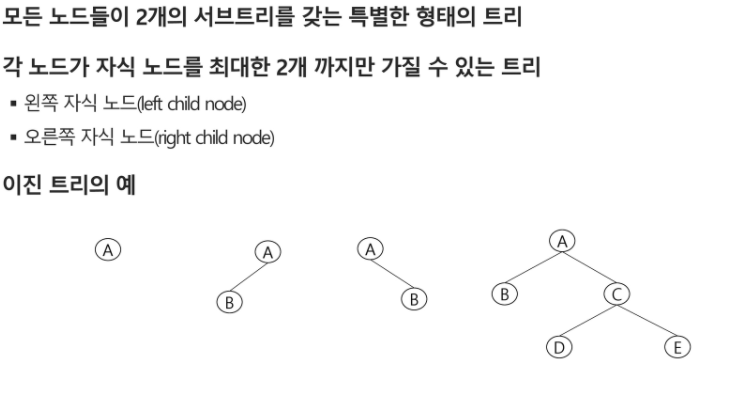 모든 노드들이 2개의 서브트리를 갖는 특별한 형태의 트리
각 노드가 자식 노드를 최대한 2개 까지만 가질 수 있는 트리
▪ 왼쪽 자식 노드(left child node)
▪ 오른쪽 자식 노드(right child node)
이진 트리의 예
A
A
B
A
B
A
B C
D E